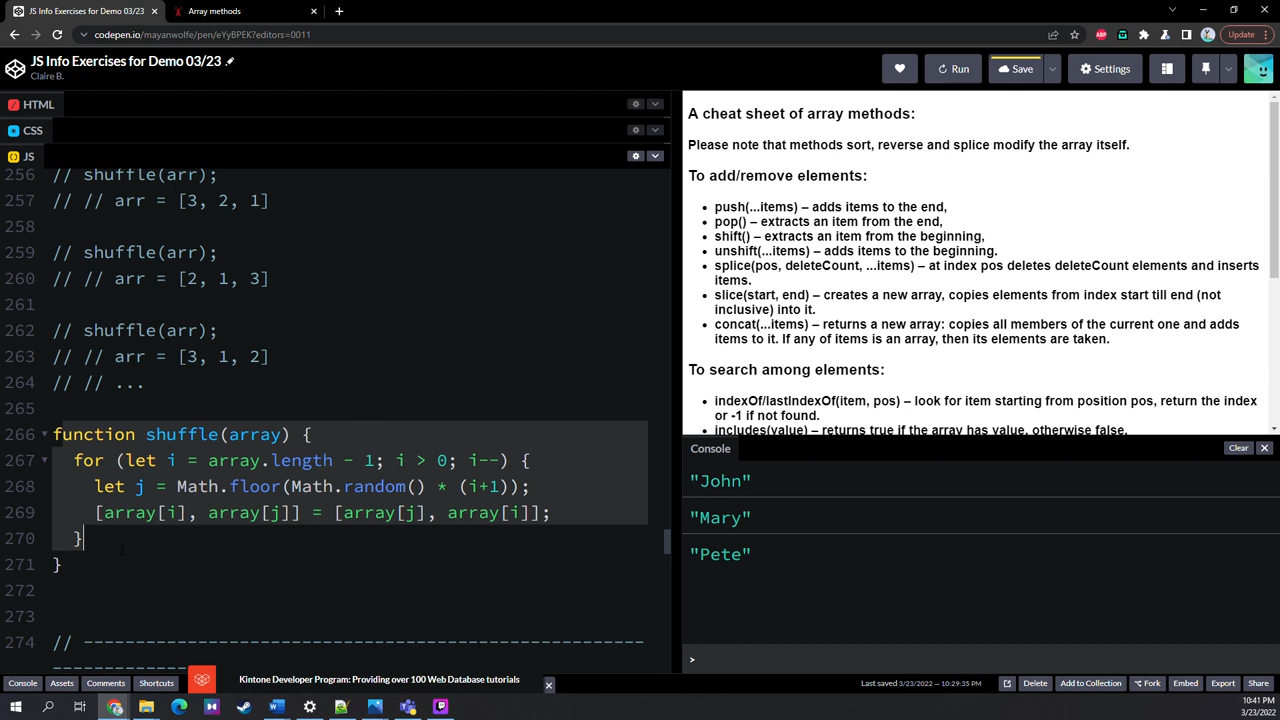 JS Info Exercises for Demo 03/23
Array methods
codepen.io/mayanwolfe/pen/eYyBPEK?editors=0011
ABP
Update
JS Info Exercises for Demo 03/23
Claire B.
Run
Save
Settings
HTML
CSS
JS
256 // shuffle(arr);
257 // // arr = [3, 2, 1]
258
259 // shuffle(arr);
260 // // arr = [2, 1, 3]
261
262 // shuffle(arr);
263 // // arr = [3, 1, 2]
264 // // ...
265
266 function shuffle(array) {
267 for (let i = array.length - 1; i > 0; i--) {
268 let j = Math.floor(Math.random() * (i+1));
269 [array[i], array[j]] = [array[j], array[i]];
270 }
271 }
272
273
274 // ------------------------------------------------------
-------------
A cheat sheet of array methods:
Please note that methods sort, reverse and splice modify the array itself.
To add/remove elements:
• push(...items) – adds items to the end,
• pop() – extracts an item from the end,
• shift() – extracts an item from the beginning,
• unshift(...items) – adds items to the beginning.
• splice(pos, deleteCount, ...items) – at index pos deletes deleteCount elements and inserts
items.
• slice(start, end) – creates a new array, copies elements from index start till end (not
inclusive) into it.
• concat(...items) – returns a new array: copies all members of the current one and adds
items to it. If any of items is an array, then its elements are taken.
To search among elements:
• indexOf/lastIndexOf(item, pos) – look for item starting from position pos, return the index
or -1 if not found.
• includes(value) – returns true if the array has value, otherwise false.
Console
Clear
"John"
"Mary"
"Pete"
>
Console
Assets
Comments
Shortcuts
Kintone Developer Program: Providing over 100 Web Database tutorials
Last saved 3/23/2022 — 10:29:35 PM
Delete
Add to Collection
Fork
Embed
Export
Share
10:41 PM
3/23/2022